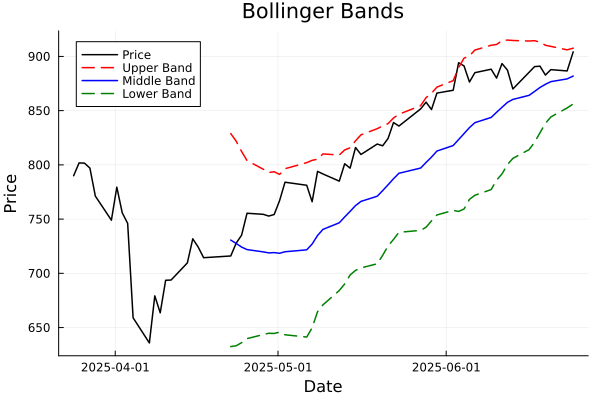 Bollinger Bands
Price
Upper Band
Middle Band
Lower Band
Price
900
850
800
750
700
650
2025-04-01
2025-05-01
2025-06-01
Date